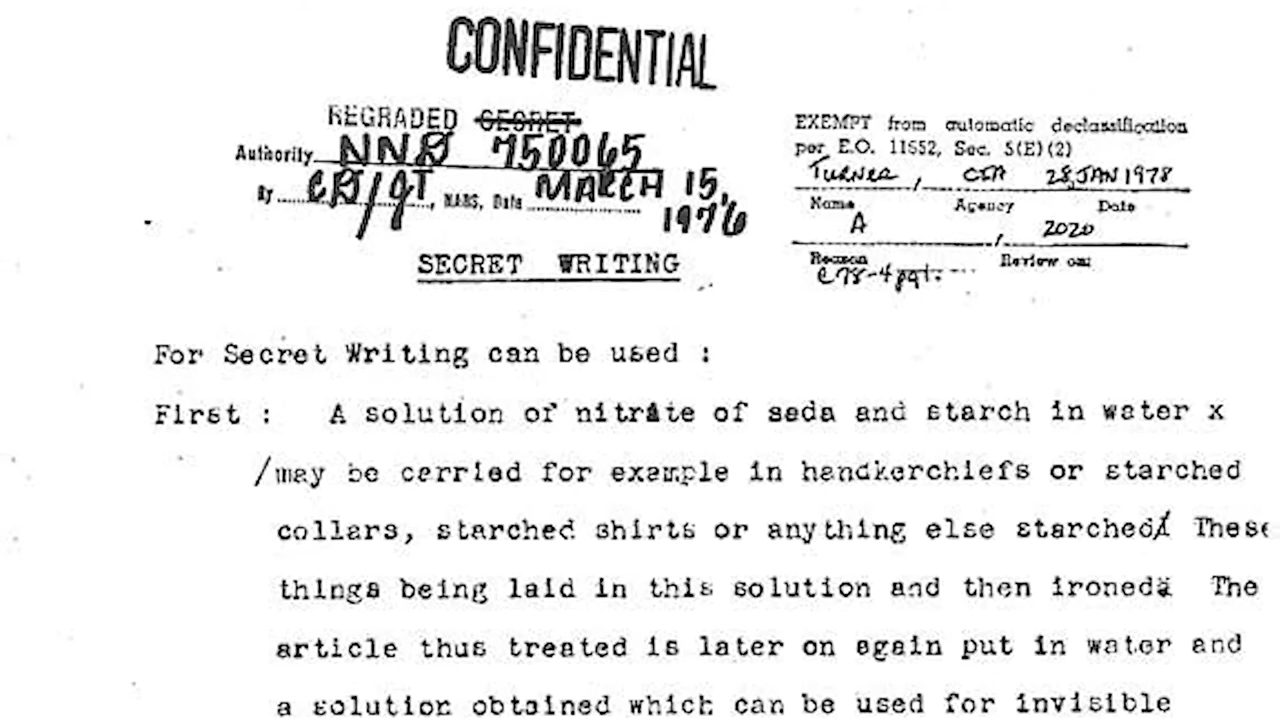 CONFIDENTIAL
REGRADED SECRET
Authority NND 750065
By CBJ/gT, NARS, Date MARCH 15, 1976
EXEMPT from automatic declassification
per E.O. 11652, Sec. 5(E)(2)
Turner, CIA 28 JAN 1978
Name Agency Date
A, 2020
Reason Review on:
C78-4
SECRET WRITING
For Secret Writing can be used :
First : A solution of nitrate of seda and starch in water x
/may be carried for example in handkerchiefs or starched
collars, starched shirts or anything else starched. These
things being laid in this solution and then ironed. The
article thus treated is later on again put in water and
a solution obtained which can be used for invisible